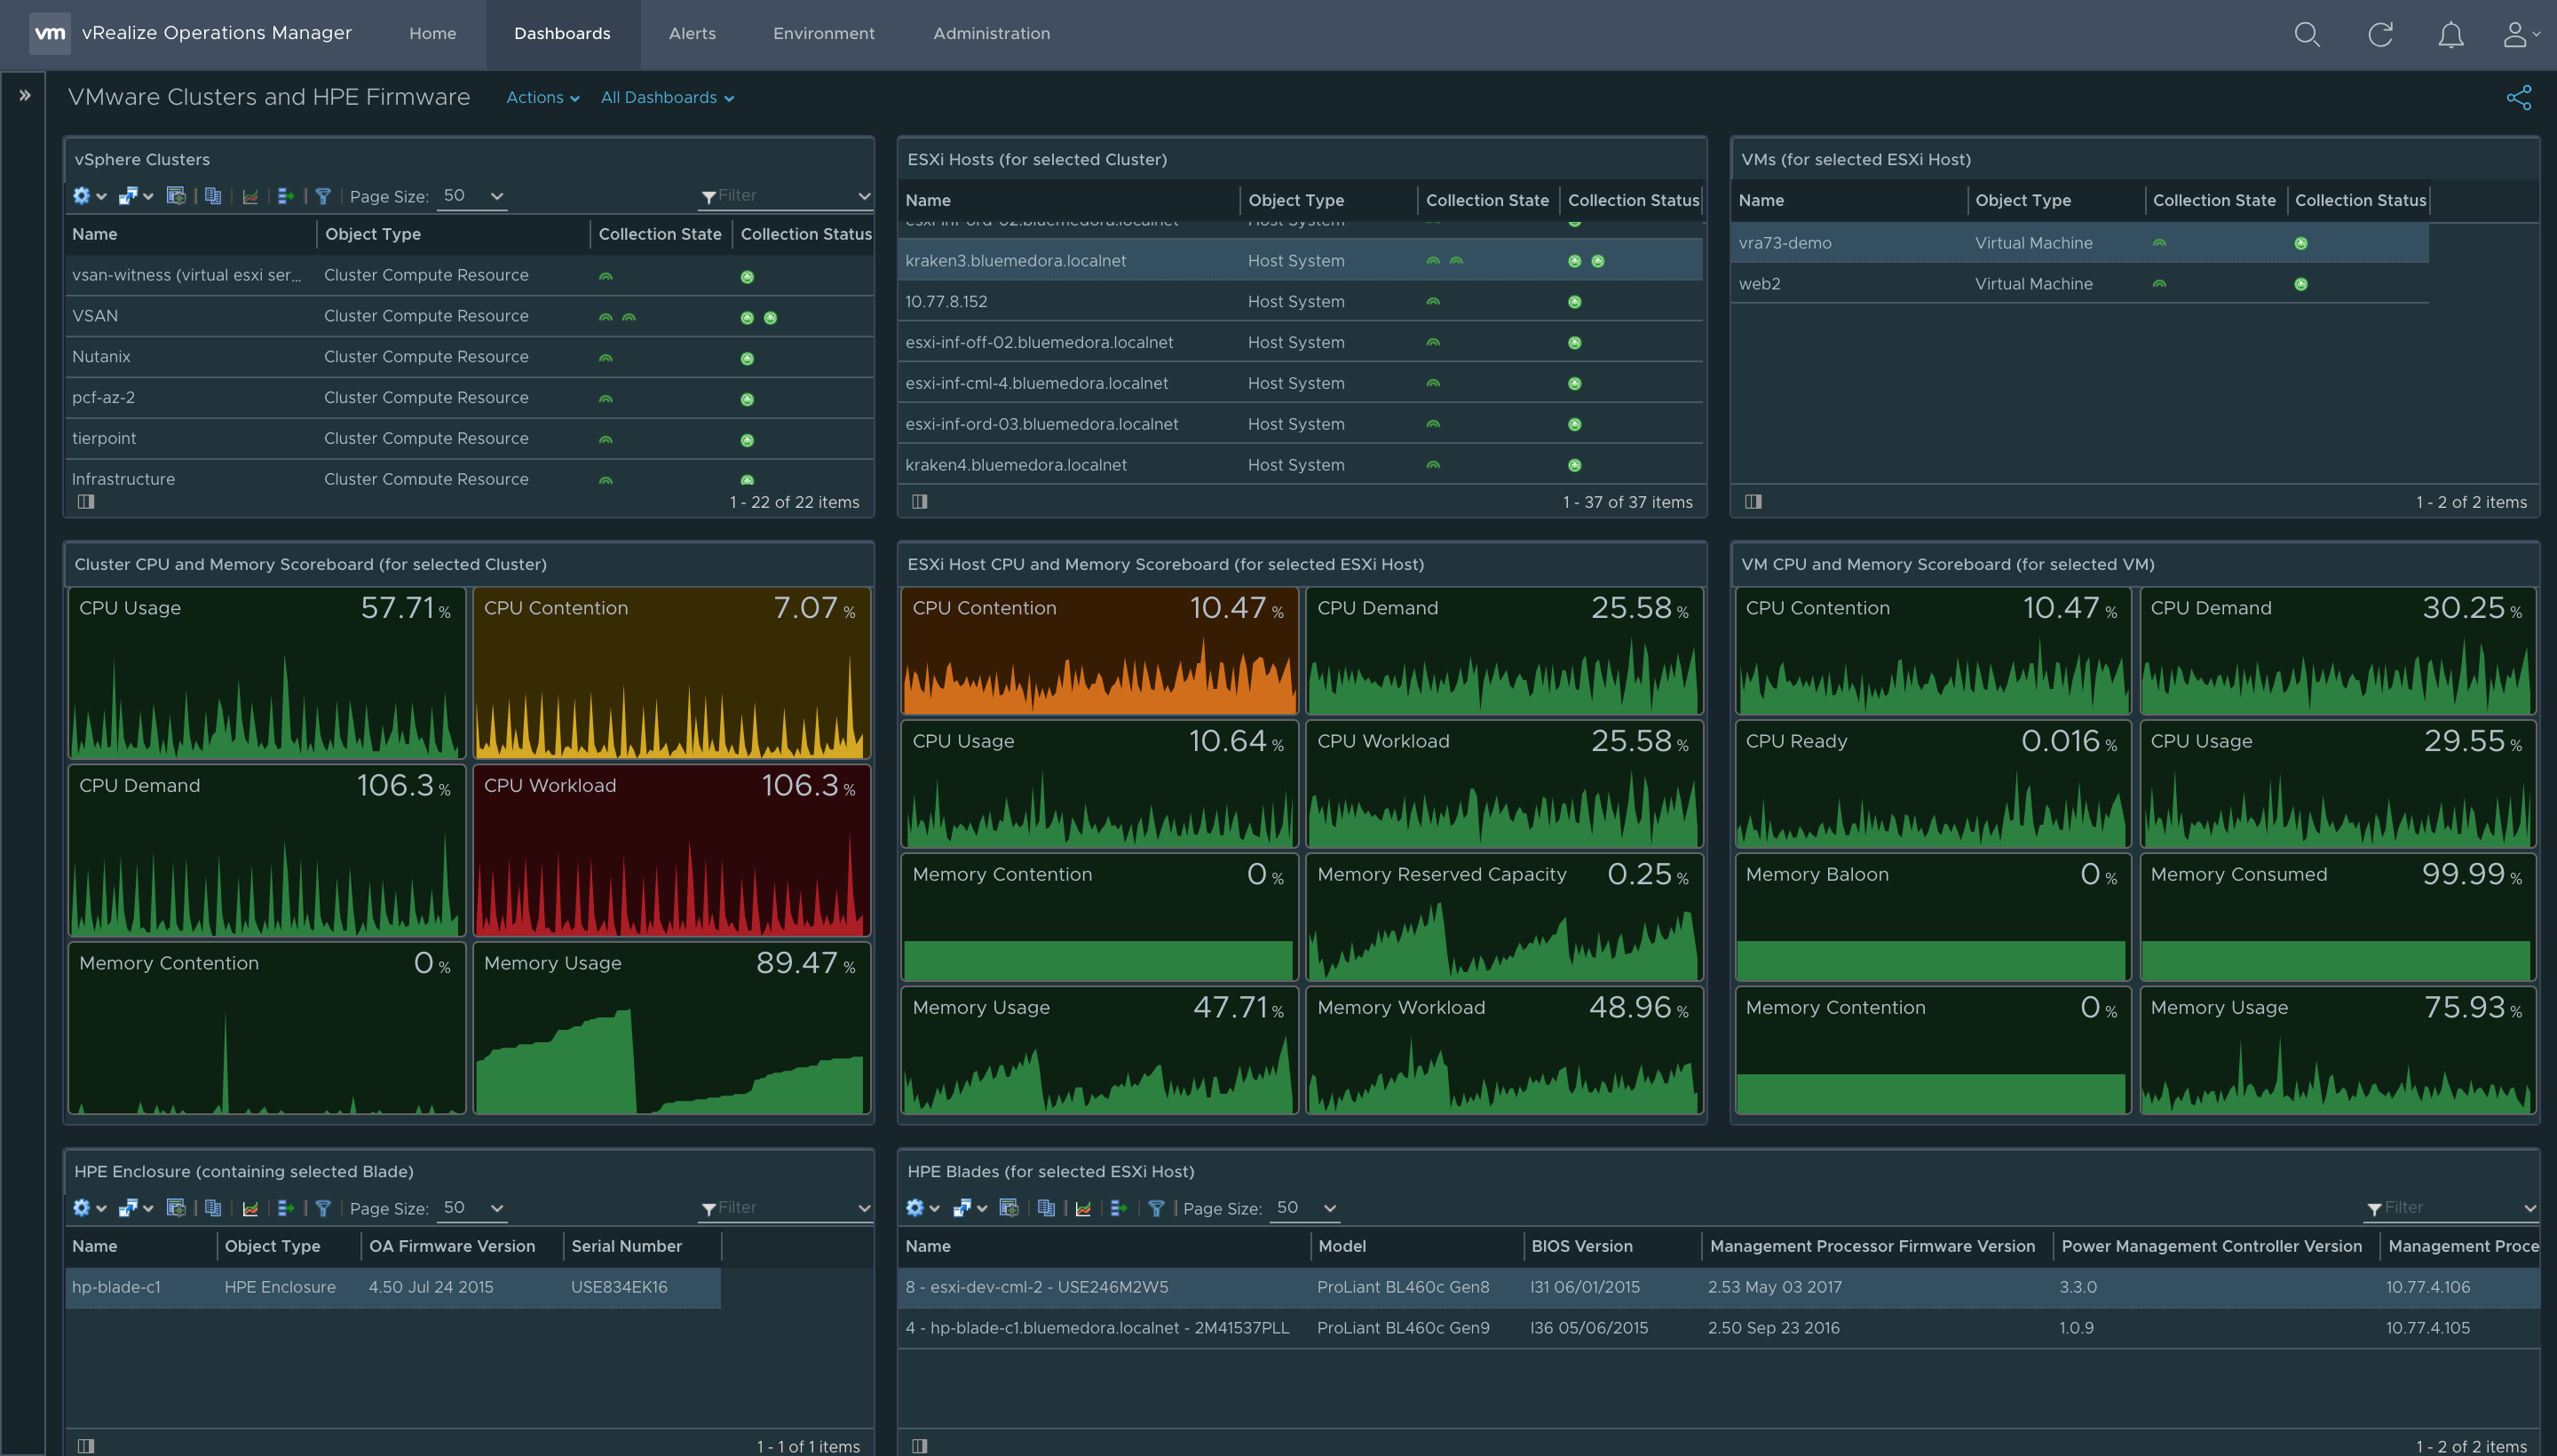 vm vRealize Operations Manager Home Dashboards Alerts Environment Administration
VMware Clusters and HPE Firmware Actions All Dashboards
vSphere Clusters
Page Size: 50 Filter
Name Object Type Collection State Collection Status
vsan-witness (virtual esxi ser... Cluster Compute Resource
VSAN Cluster Compute Resource
Nutanix Cluster Compute Resource
pcf-az-2 Cluster Compute Resource
tierpoint Cluster Compute Resource
Infrastructure Cluster Compute Resource
1 - 22 of 22 items
ESXi Hosts (for selected Cluster)
Name Object Type Collection State Collection Status
esxi-inf-ord-02.bluemedora.localnet Host System
kraken3.bluemedora.localnet Host System
10.77.8.152 Host System
esxi-inf-off-02.bluemedora.localnet Host System
esxi-inf-cml-4.bluemedora.localnet Host System
esxi-inf-ord-03.bluemedora.localnet Host System
kraken4.bluemedora.localnet Host System
1 - 37 of 37 items
VMs (for selected ESXi Host)
Name Object Type Collection State Collection Status
vra73-demo Virtual Machine
web2 Virtual Machine
1 - 2 of 2 items
Cluster CPU and Memory Scoreboard (for selected Cluster)
CPU Usage 57.71 % CPU Contention 7.07 %
CPU Demand 106.3 % CPU Workload 106.3 %
Memory Contention 0 % Memory Usage 89.47 %
ESXi Host CPU and Memory Scoreboard (for selected ESXi Host)
CPU Contention 10.47 % CPU Demand 25.58 %
CPU Usage 10.64 % CPU Workload 25.58 %
Memory Contention 0 % Memory Reserved Capacity 0.25 %
Memory Usage 47.71 % Memory Workload 48.96 %
VM CPU and Memory Scoreboard (for selected VM)
CPU Contention 10.47 % CPU Demand 30.25 %
CPU Ready 0.016 % CPU Usage 29.55 %
Memory Baloon 0 % Memory Consumed 99.99 %
Memory Contention 0 % Memory Usage 75.93 %
HPE Enclosure (containing selected Blade)
Page Size: 50 Filter
Name Object Type OA Firmware Version Serial Number
hp-blade-c1 HPE Enclosure 4.50 Jul 24 2015 USE834EK16
1 - 1 of 1 items
HPE Blades (for selected ESXi Host)
Page Size: 50 Filter
Name Model BIOS Version Management Processor Firmware Version Power Management Controller Version Management Proce
8 - esxi-dev-cml-2 - USE246M2W5 ProLiant BL460c Gen8 I31 06/01/2015 2.53 May 03 2017 3.3.0 10.77.4.106
4 - hp-blade-c1.bluemedora.localnet - 2M41537PLL ProLiant BL460c Gen9 I36 05/06/2015 2.50 Sep 23 2016 1.0.9 10.77.4.105
1 - 2 of 2 items